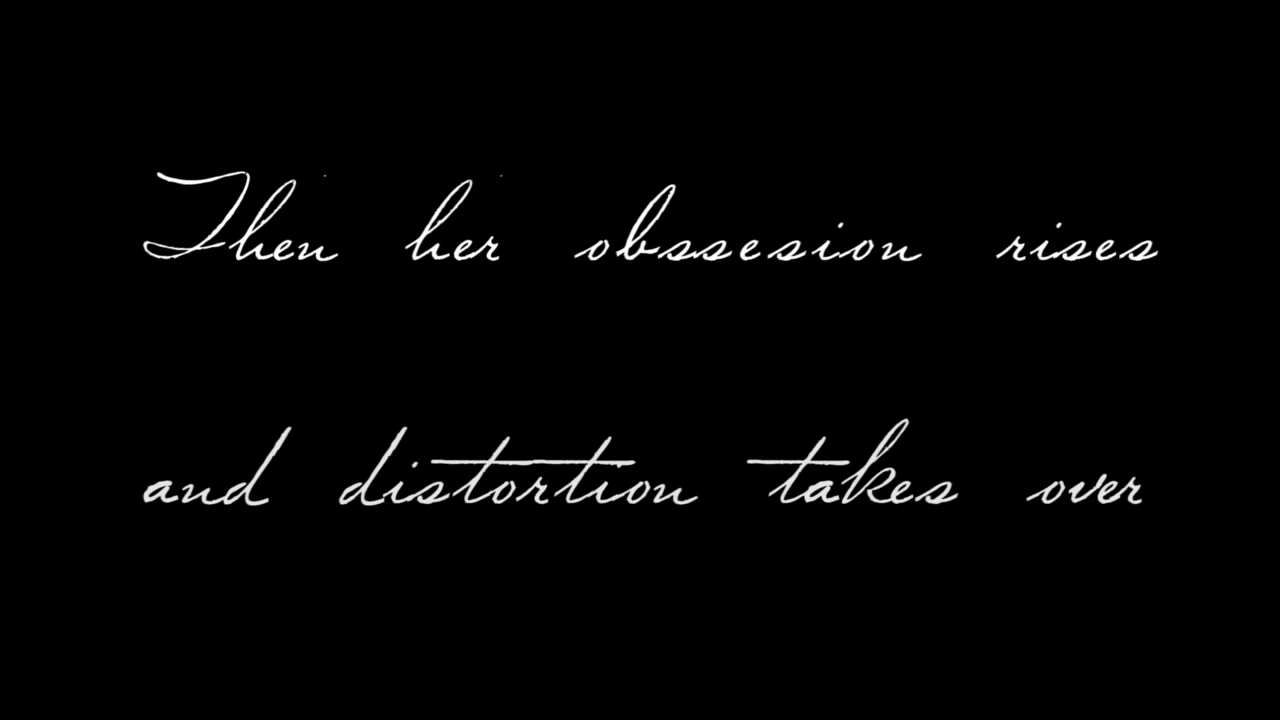 Then her obssesion rises
and distortion takes over